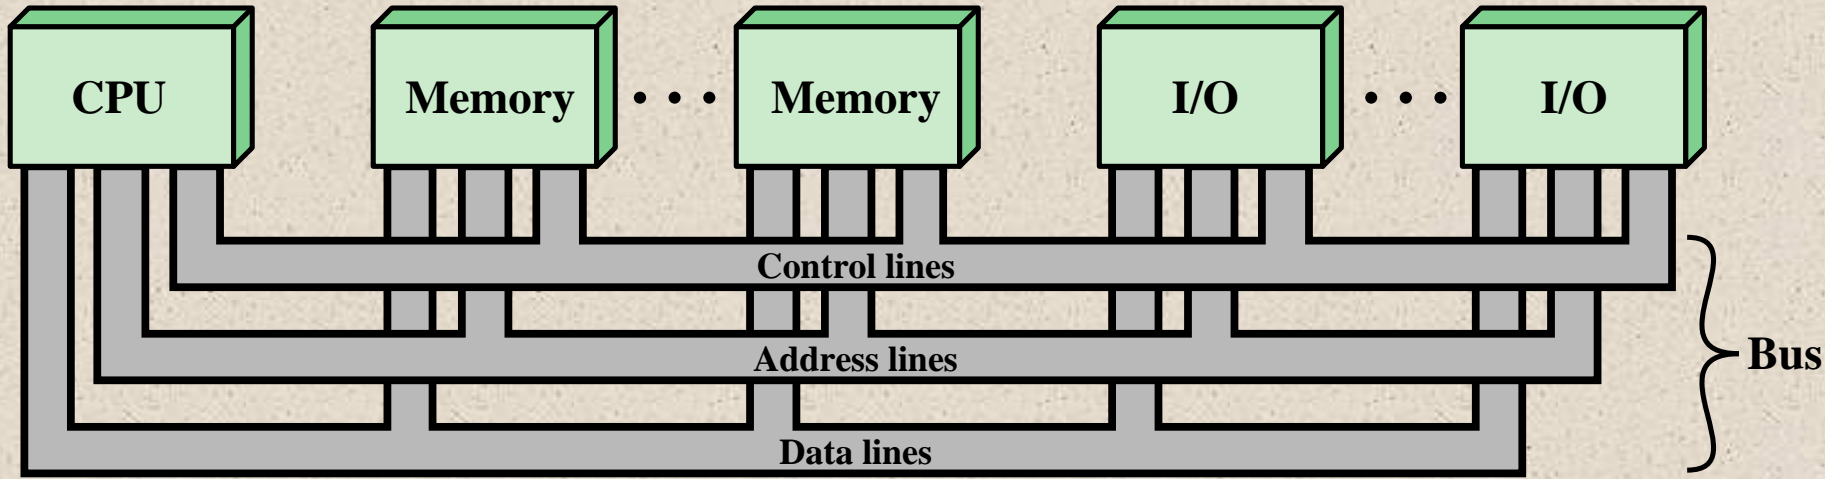 CPU
Memory
. . .
Memory
I/O
. . .
I/O
Control lines
Address lines
Bus
Data lines